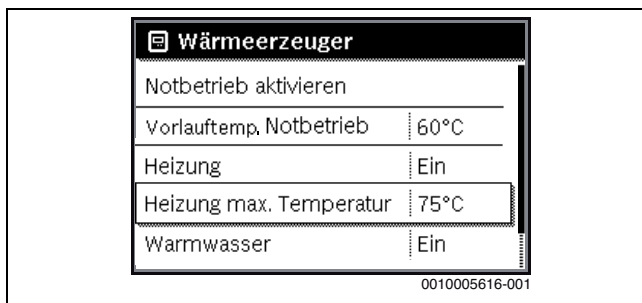 Wärmeerzeuger
Notbetrieb aktivieren
Vorlauftemp. Notbetrieb 60°C
Heizung Ein
Heizung max. Temperatur 75°C
Warmwasser Ein
0010005616-001